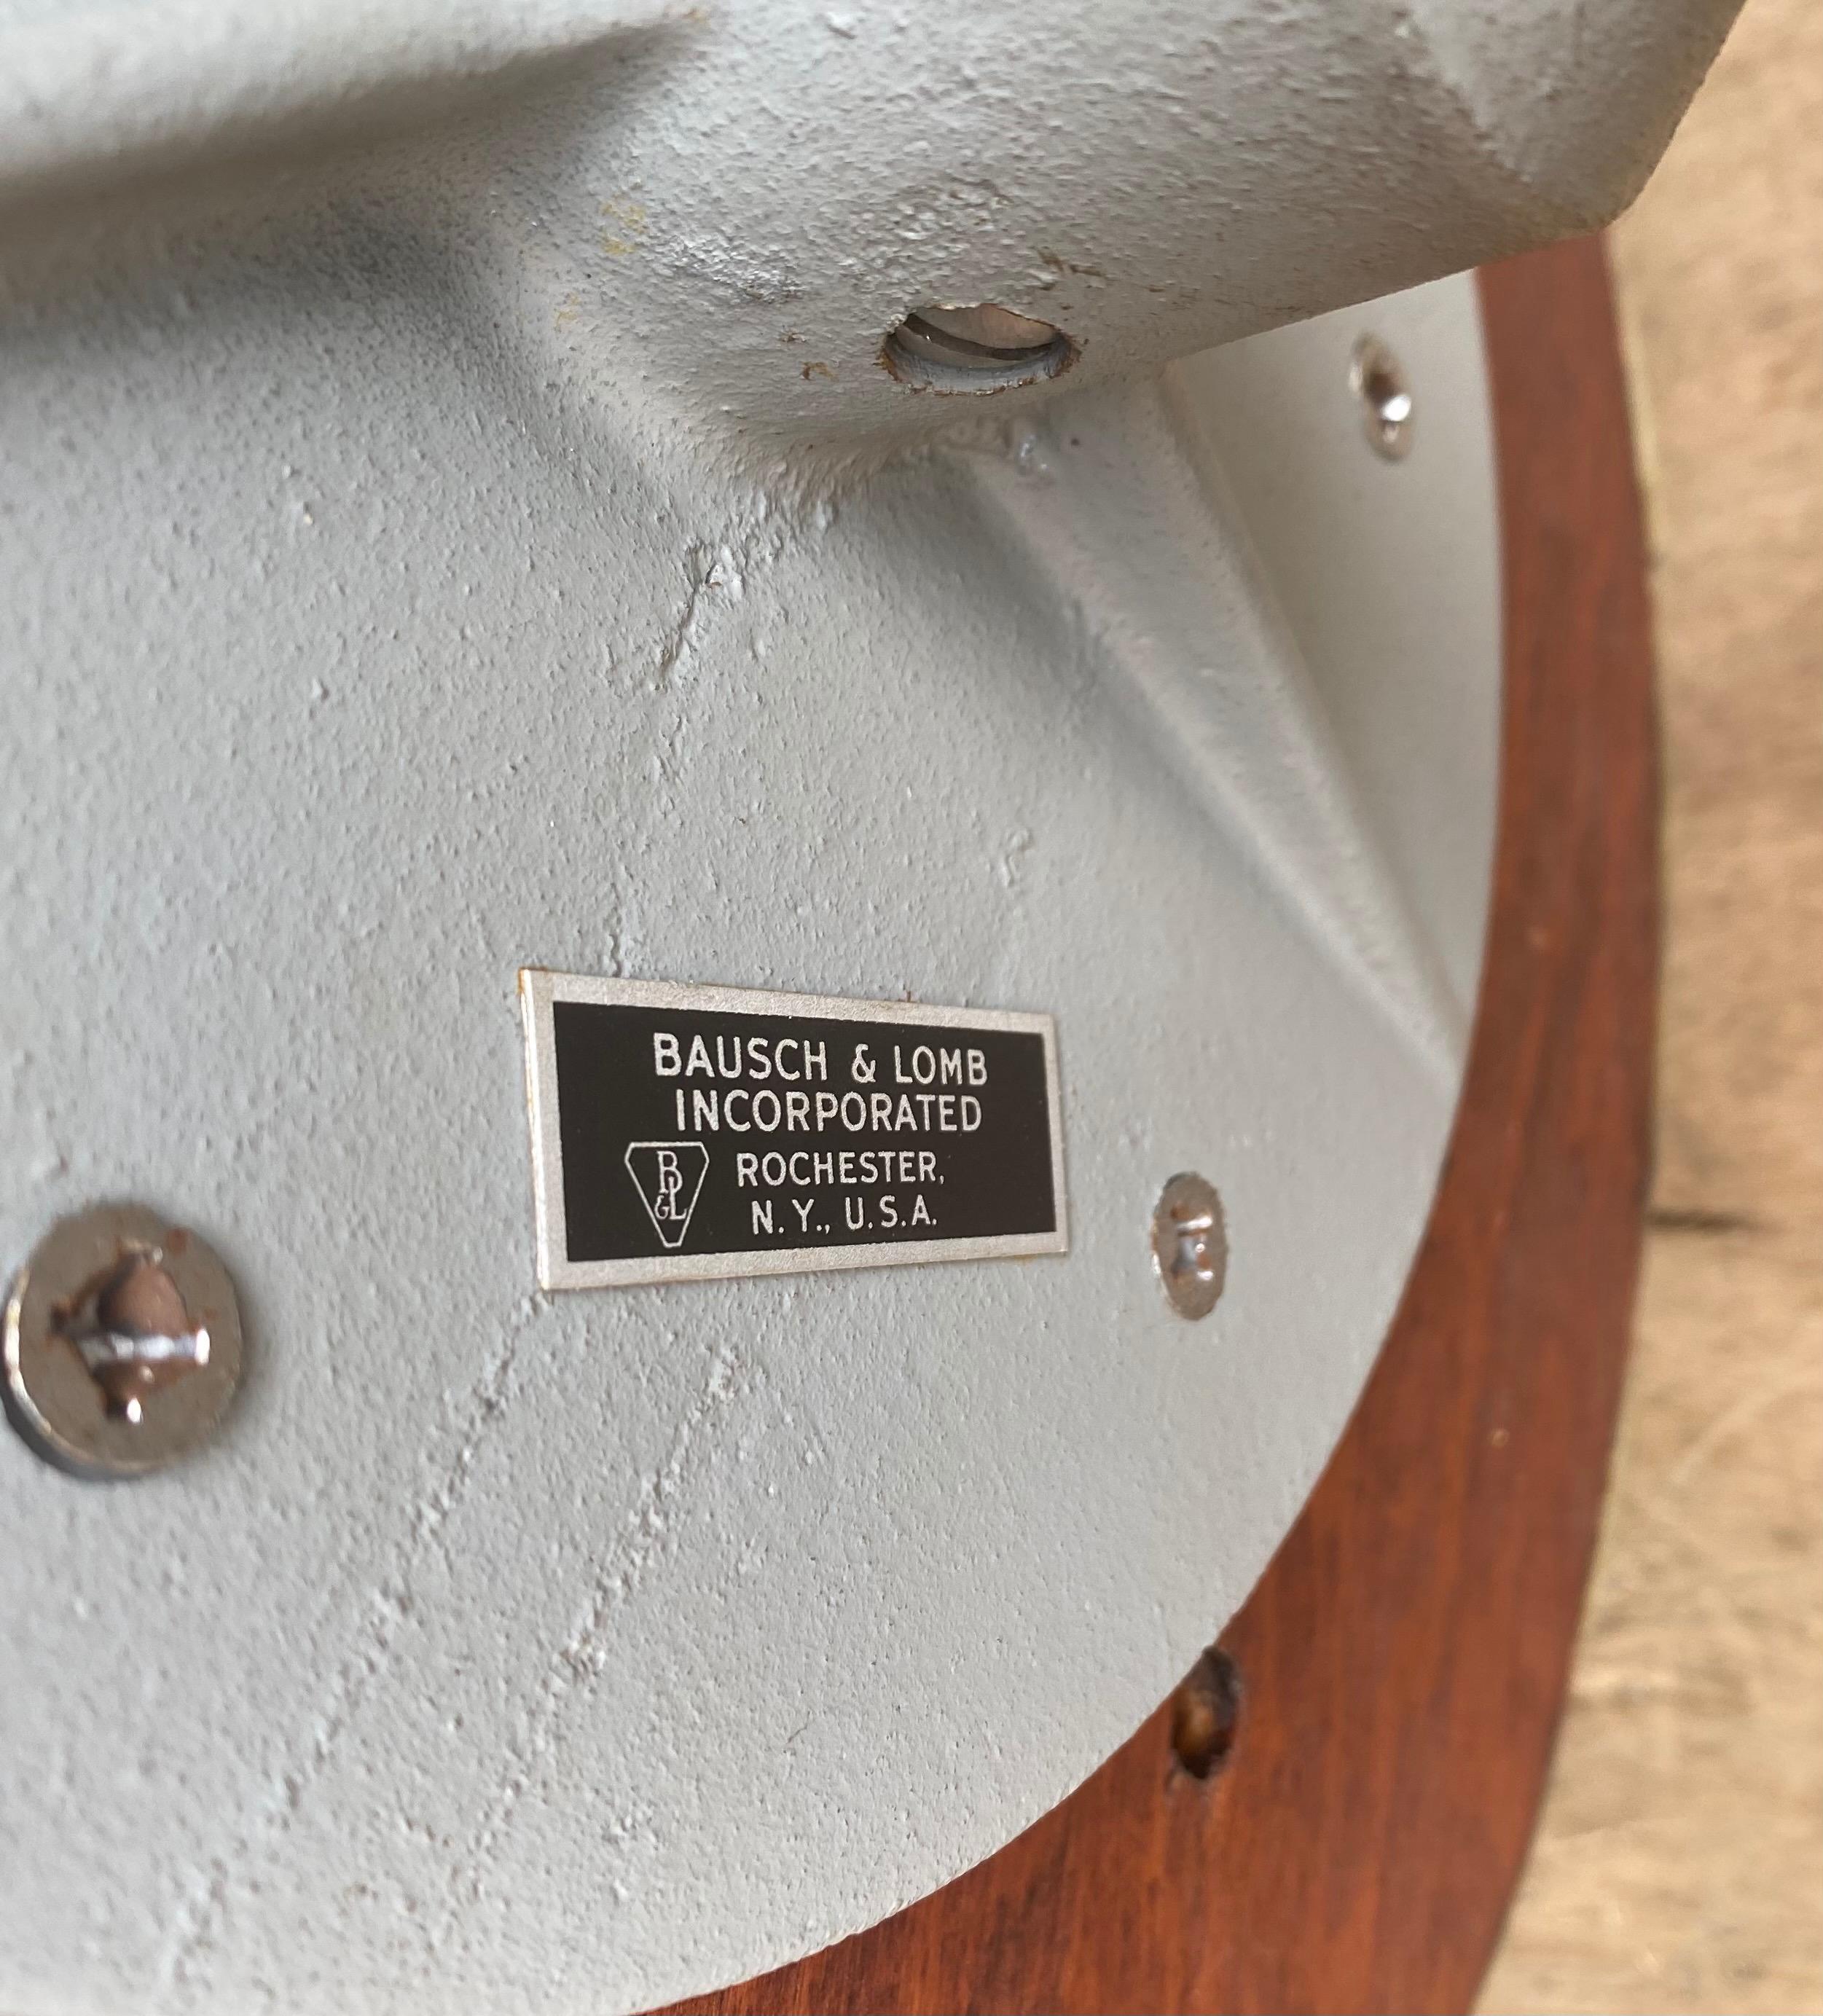 BAUSCH & LOMB
INCORPORATED
B&L
ROCHESTER,
N.Y., U.S.A.